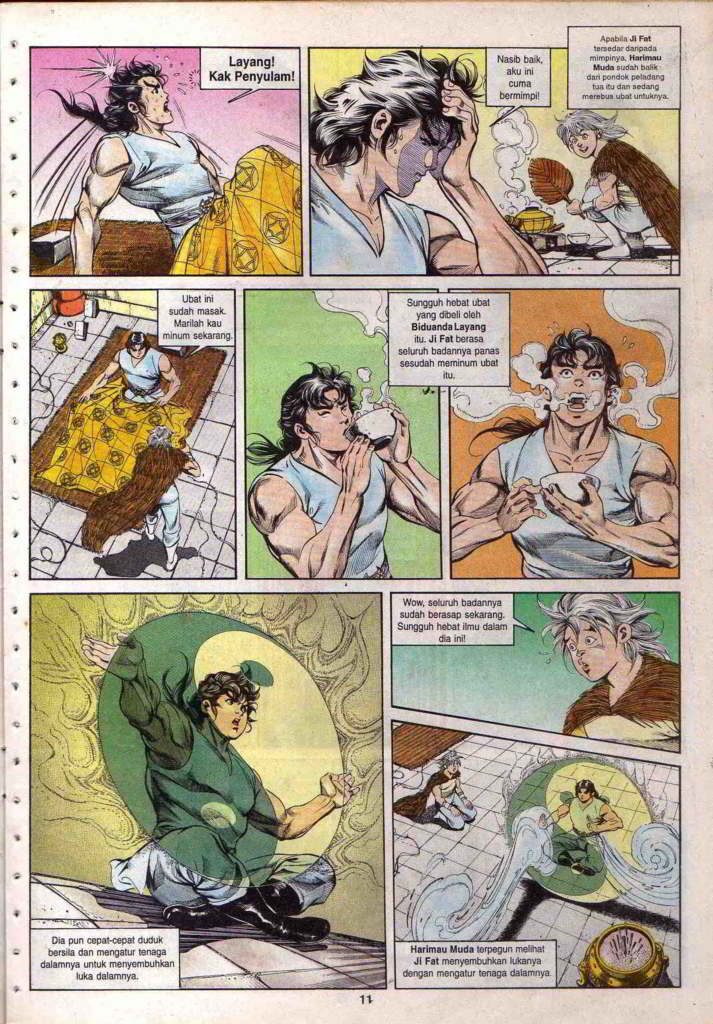 Layang!
Kak Penyulam!
Nasib baik,
aku ini
cuma
bermimpi!
Apabila Ji Fat
tersedar daripada
mimpinya, Harimau
Muda sudah balik
dari pondok peladang
tua itu dan sedang
merebus ubat untuknya.
Ubat ini
sudah masak.
Marilah kau
minum sekarang.
Sungguh hebat ubat
yang dibeli oleh
Biduanda Layang
itu. Ji Fat berasa
seluruh badannya panas
sesudah meminum ubat
itu.
Dia pun cepat-cepat duduk
bersila dan mengatur tenaga
dalamnya untuk menyembuhkan
luka dalamnya.
Wow, seluruh badannya
sudah berasap sekarang.
Sungguh hebat ilmu dalam
dia ini!
Harimau Muda terpegun melihat
Ji Fat menyembuhkan lukanya
dengan mengatur tenaga dalamnya.
11